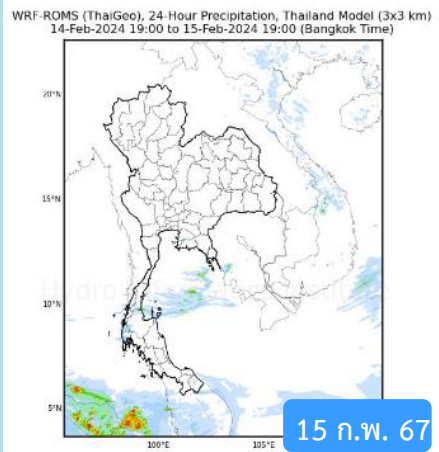 WRF-ROMS (ThaiGeo), 24-Hour Precipitation, Thailand Model (3x3 km)
14-Feb-2024 19:00 to 15-Feb-2024 19:00 (Bangkok Time)
20°N
15°N
10°N
5°N
100°E
105°E
15 ก.พ. 67